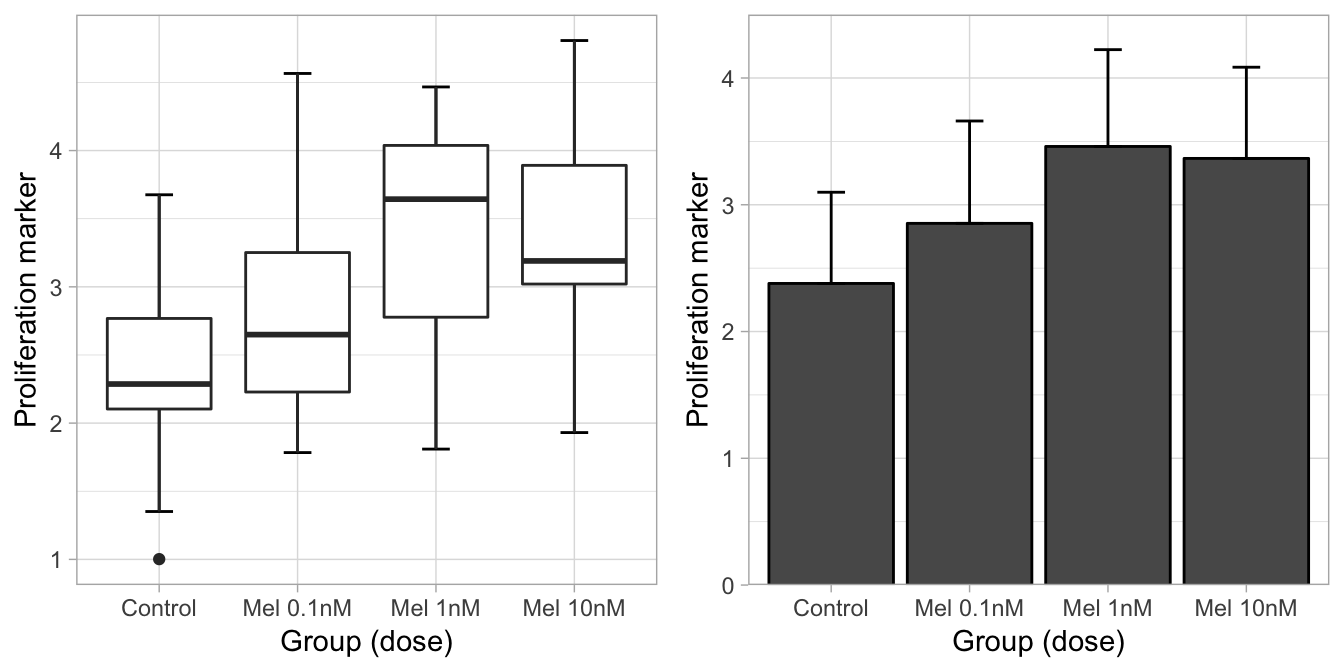 Proliferation marker
4
3
2
1
Control Mel 0.1nM Mel 1nM Mel 10nM
Group (dose)
Proliferation marker
4
3
2
1
0
Control Mel 0.1nM Mel 1nM Mel 10nM
Group (dose)